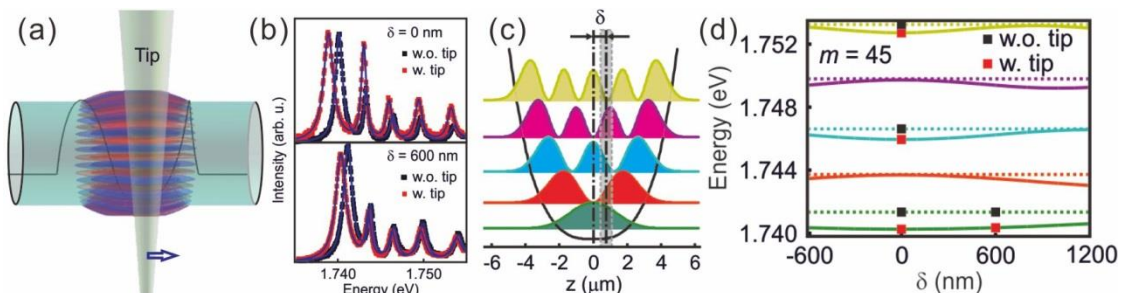 (a)
Tip
(b)
δ = 0 nm
w.o. tip
w. tip
δ = 600 nm
w.o. tip
w. tip
Intensity (arb. u.)
1.740
1.750
Energy (eV)
(c)
δ
-6
-4
-2
0
2
4
6
z (μm)
(d)
1.752
1.748
1.744
1.740
Energy (eV)
m = 45
w.o. tip
w. tip
-600
0
600
1200
δ (nm)